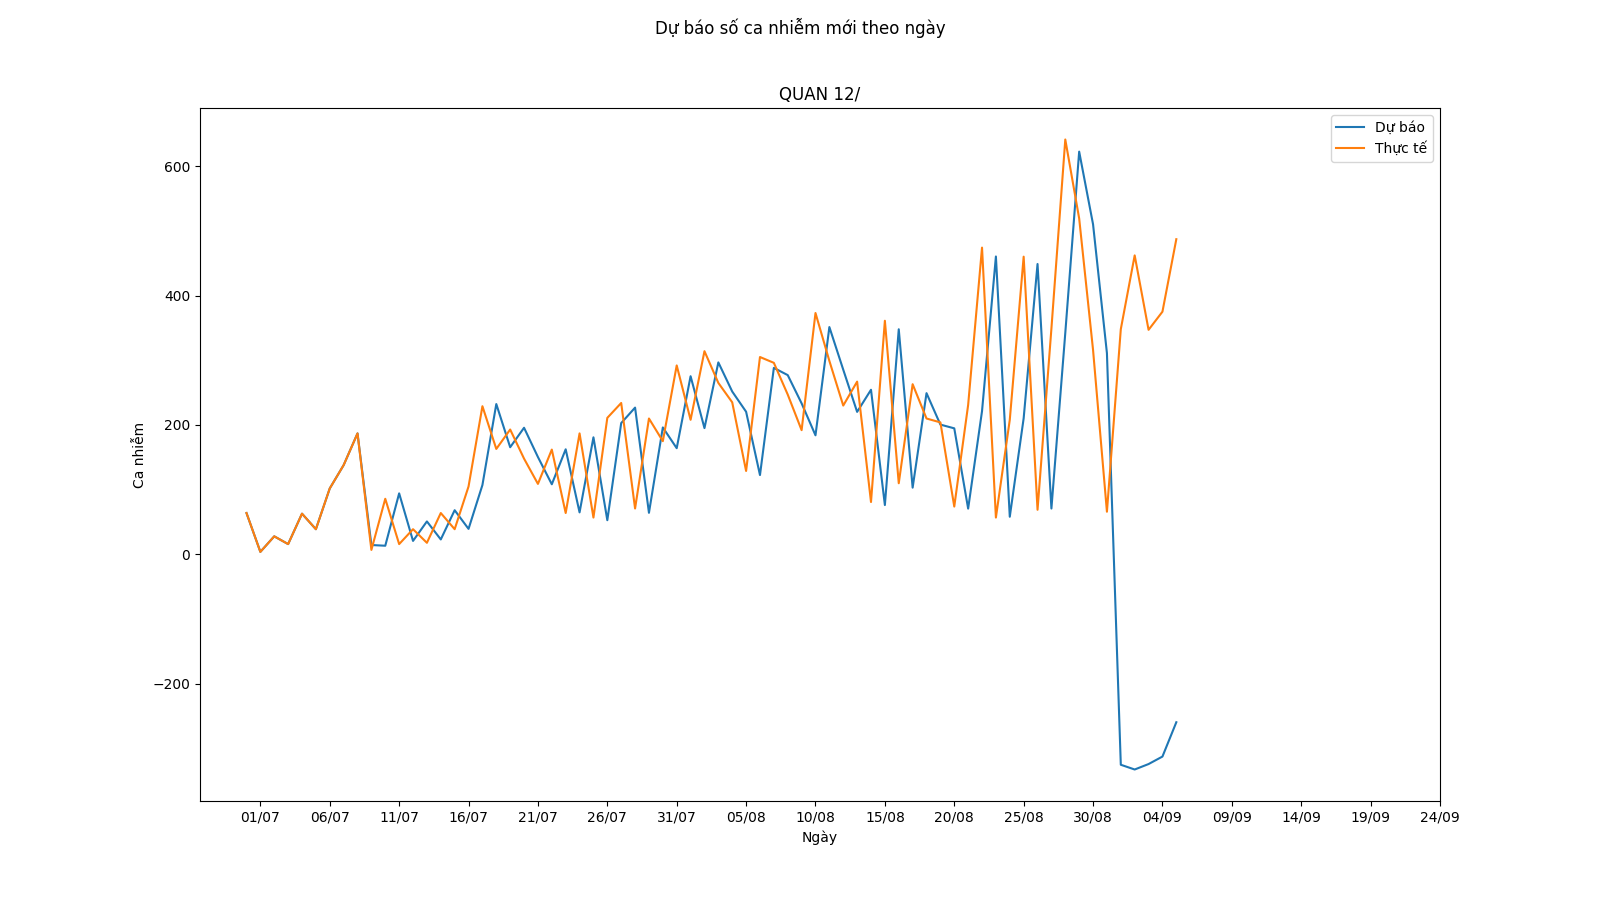 Dự báo số ca nhiễm mới theo ngày
QUAN 12/
Dự báo
Thực tế
600
400
200
0
−200
Ca nhiễm
01/07 06/07 11/07 16/07 21/07 26/07 31/07 05/08 10/08 15/08 20/08 25/08 30/08 04/09 09/09 14/09 19/09 24/09
Ngày